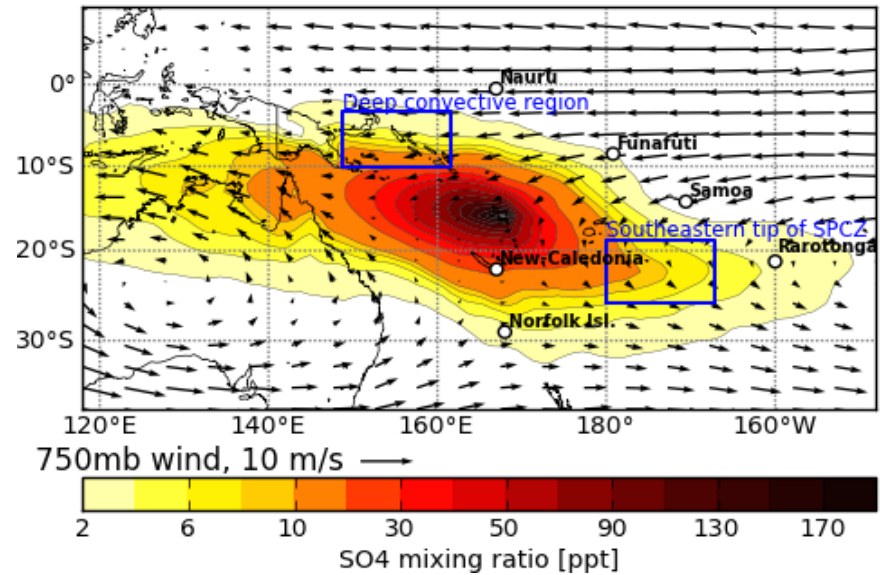 Nauru
0°
Deep convective region
Funafuti
10°S
Samoa
Southeastern tip of SPCZ
20°S
Rarotonga
New-Caledonia
Norfolk Isl.
30°S
120°E 140°E 160°E 180° 160°W
750mb wind, 10 m/s
2 6 10 30 50 90 130 170
SO4 mixing ratio [ppt]